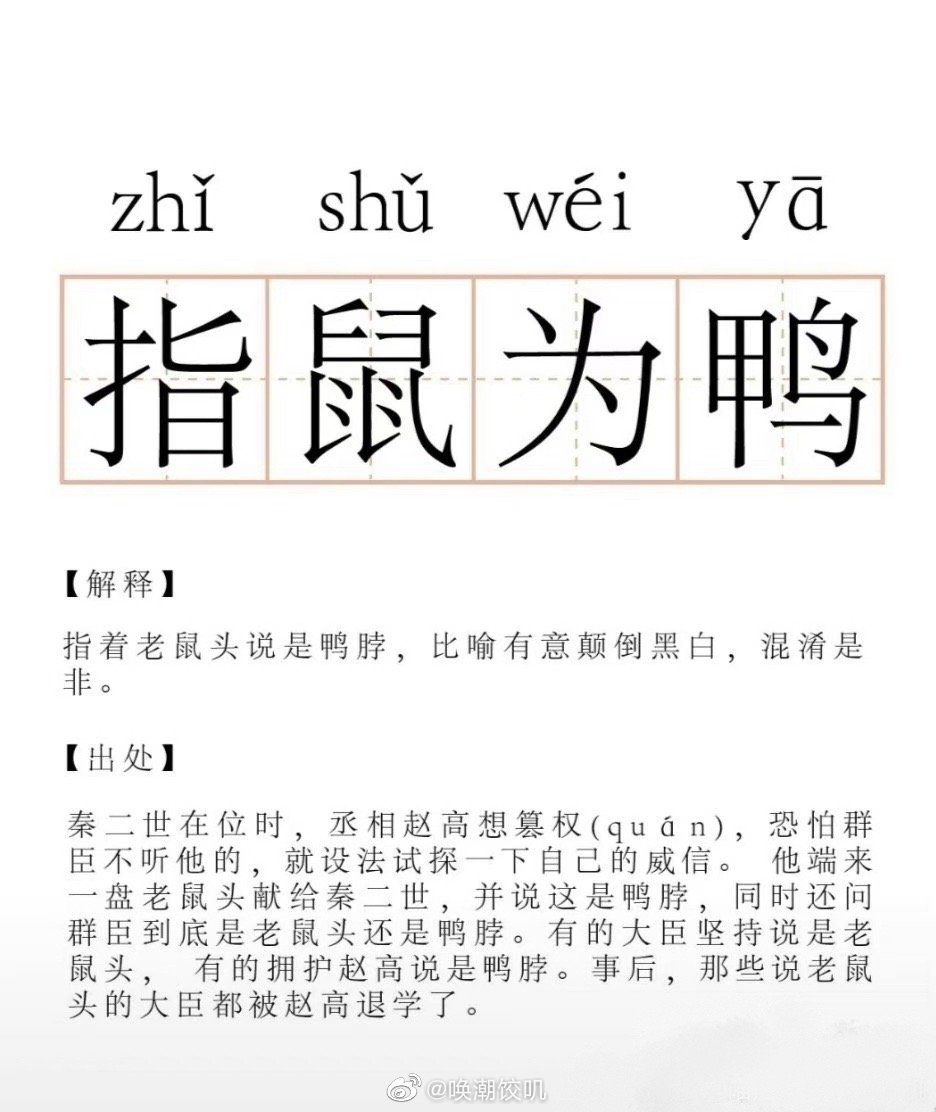 zhǐ shǔ wéi yā
指鼠为鸭
【解释】
指着老鼠头说是鸭脖，比喻有意颠倒黑白，混淆是
非。
【出处】
秦二世在位时，丞相赵高想篡权(quán)，恐怕群
臣不听他的，就设法试探一下自己的威信。 他端来
一盘老鼠头献给秦二世，并说这是鸭脖，同时还问
群臣到底是老鼠头还是鸭脖。有的大臣坚持说是老
鼠头， 有的拥护赵高说是鸭脖。事后，那些说老鼠
头的大臣都被赵高退学了。
@唤潮饺叽